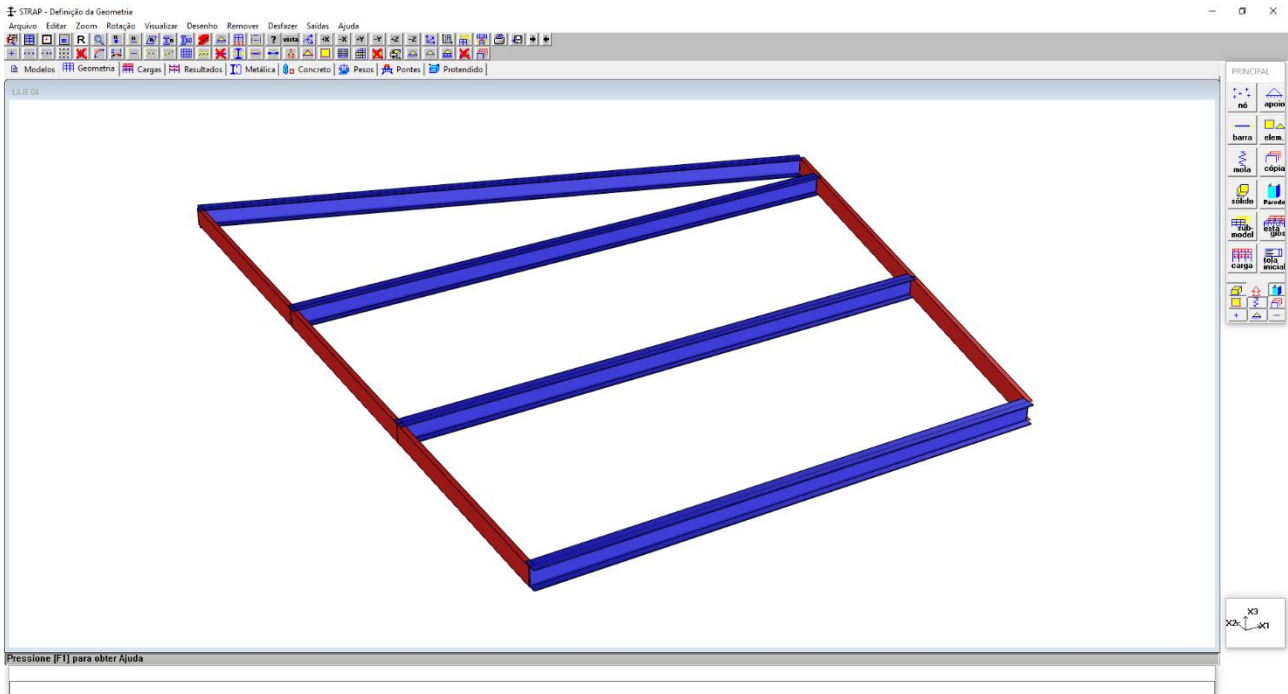 STRAP - Definição da Geometria
Arquivo Editar Zoom Rotação Visualizar Desenho Remover Desfazer Saídas Ajuda
R ? vista +X -X +Y -Y +Z -Z
Modelos Geometria Cargas Resultados Metálica Concreto Pesos Pontes Protendido
LAJE 04
PRINCIPAL
nó apoio
barra elem.
mola cópia
sólido Parede
sub-model está gios
carga tela inicial
X3
X2 X1
Pressione [F1] para obter Ajuda